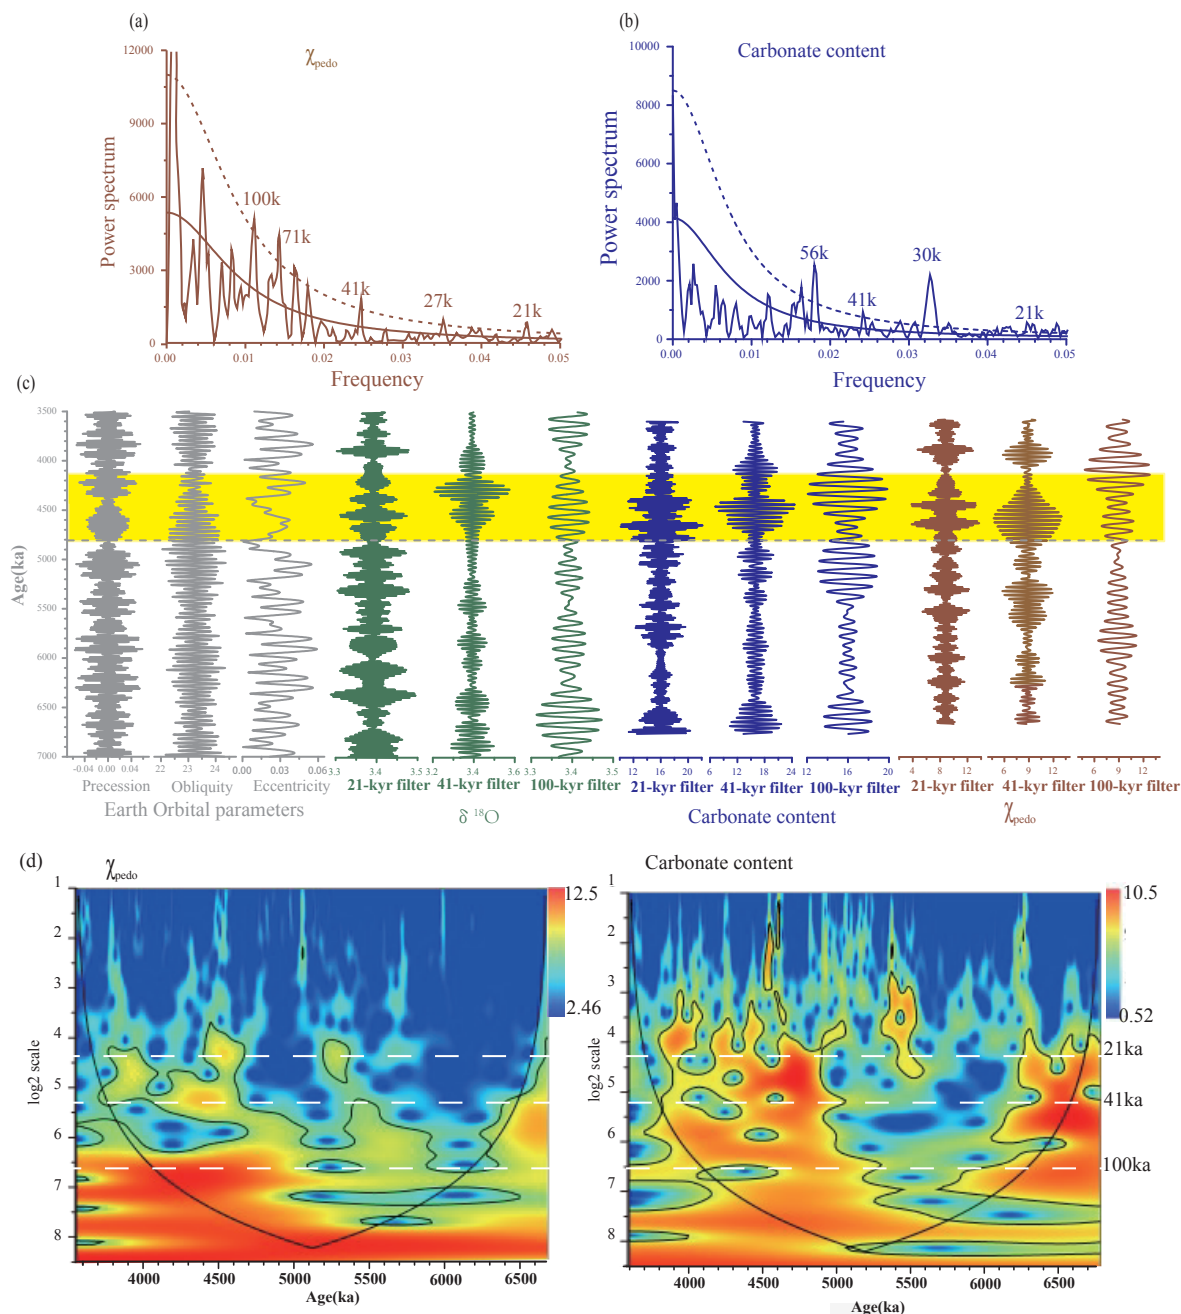 (a)
(b)
χpedo
Carbonate content
12000
9000
6000
3000
0
Power spectrum
100k
71k
41k
27k
21k
0.00 0.01 0.02 0.03 0.04 0.05
Frequency
10000
8000
6000
4000
2000
0
Power spectrum
56k
30k
41k
21k
0.00 0.01 0.02 0.03 0.04 0.05
Frequency
(c)
Age(ka)
3500
4000
4500
5000
5500
6000
6500
7000
-0.04 0.00 0.04 22 23 24 0.00 0.03 0.06 3.3 3.4 3.5 3.2 3.4 3.6 3.3 3.4 3.5 12 16 20 6 12 18 24 12 16 20 4 8 12 6 9 12 6 9 12
Precession Obliquity Eccentricity 21-kyr filter 41-kyr filter 100-kyr filter 21-kyr filter 41-kyr filter 100-kyr filter 21-kyr filter 41-kyr filter 100-kyr filter
Earth Orbital parameters δ 18O Carbonate content χpedo
(d)
χpedo
Carbonate content
1
2
3
4
5
6
7
8
log2 scale
12.5
2.46
4000 4500 5000 5500 6000 6500
Age(ka)
1
2
3
4
5
6
7
8
log2 scale
10.5
0.52
21ka
41ka
100ka
4000 4500 5000 5500 6000 6500
Age(ka)